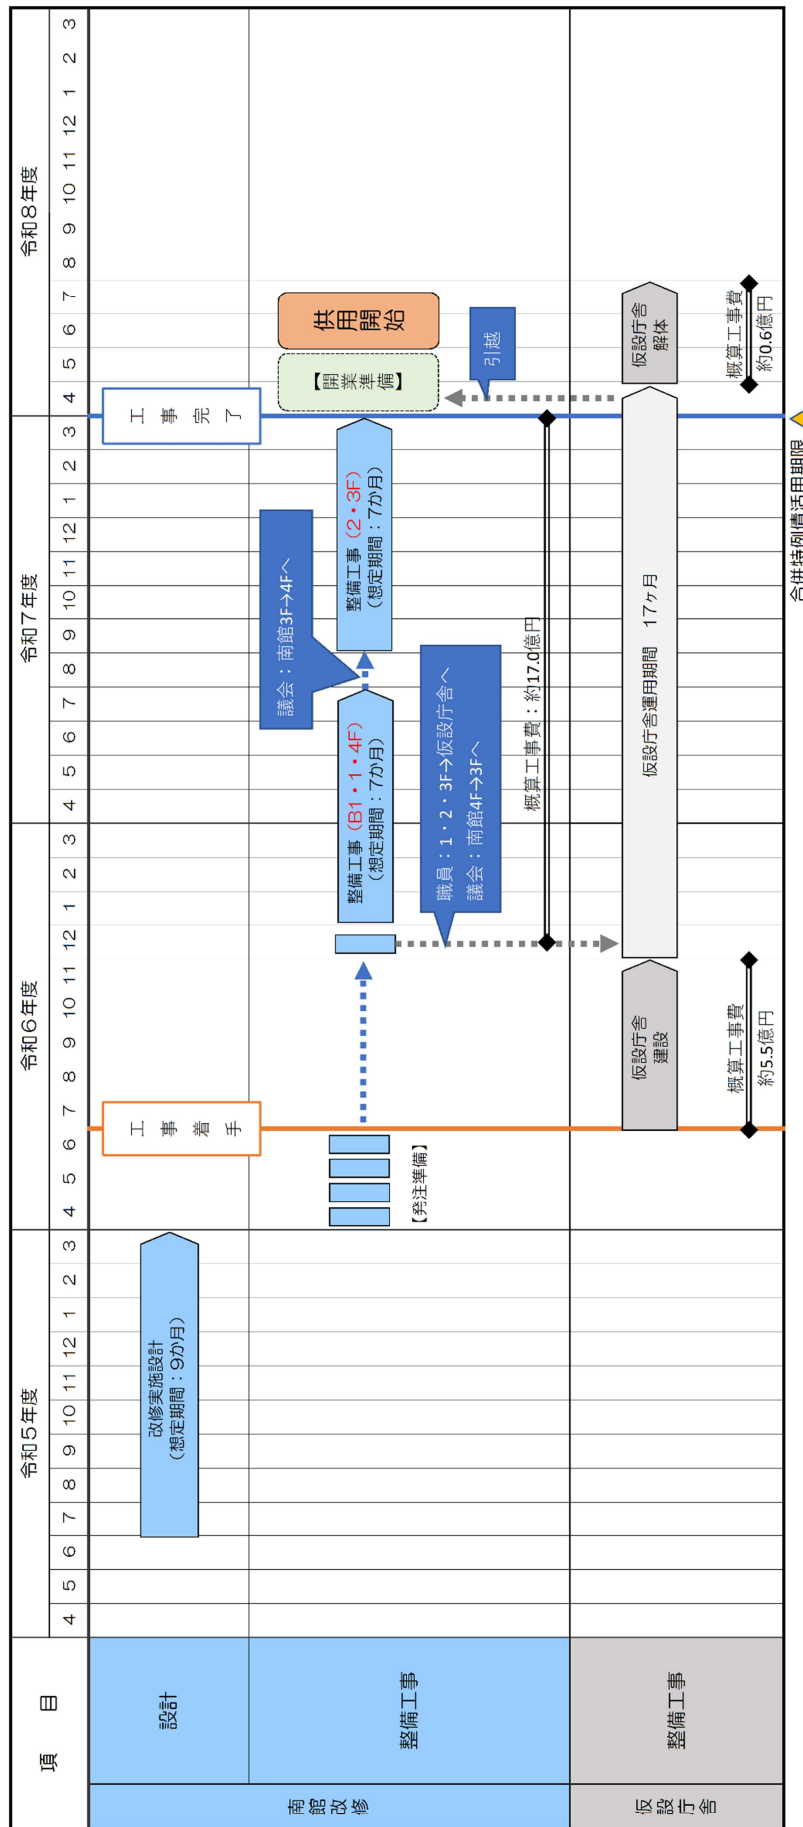 項　目
令和５年度
令和６年度
令和７年度
令和８年度
4 5 6 7 8 9 10 11 12 1 2 3
4 5 6 7 8 9 10 11 12 1 2 3
4 5 6 7 8 9 10 11 12 1 2 3
4 5 6 7 8 9 10 11 12 1 2 3
南館改修
設計
改修実施設計
（想定期間：9か月）
工事着手
工事完了
整備工事
【発注準備】
整備工事（B1・1・4F）
（想定期間：7か月）
議会：南館3F→4Fへ
整備工事（2・3F）
（想定期間：7か月）
【開業準備】
供用開始
職員：1・2・3F→仮設庁舎へ
議会：南館4F→3Fへ
引越
概算工事費：約17.0億円
仮設庁舎
整備工事
仮設庁舎
建設
仮設庁舎運用期間　17ヶ月
仮設庁舎
解体
概算工事費
約5.5億円
概算工事費
約0.6億円
合併特例債活用期限